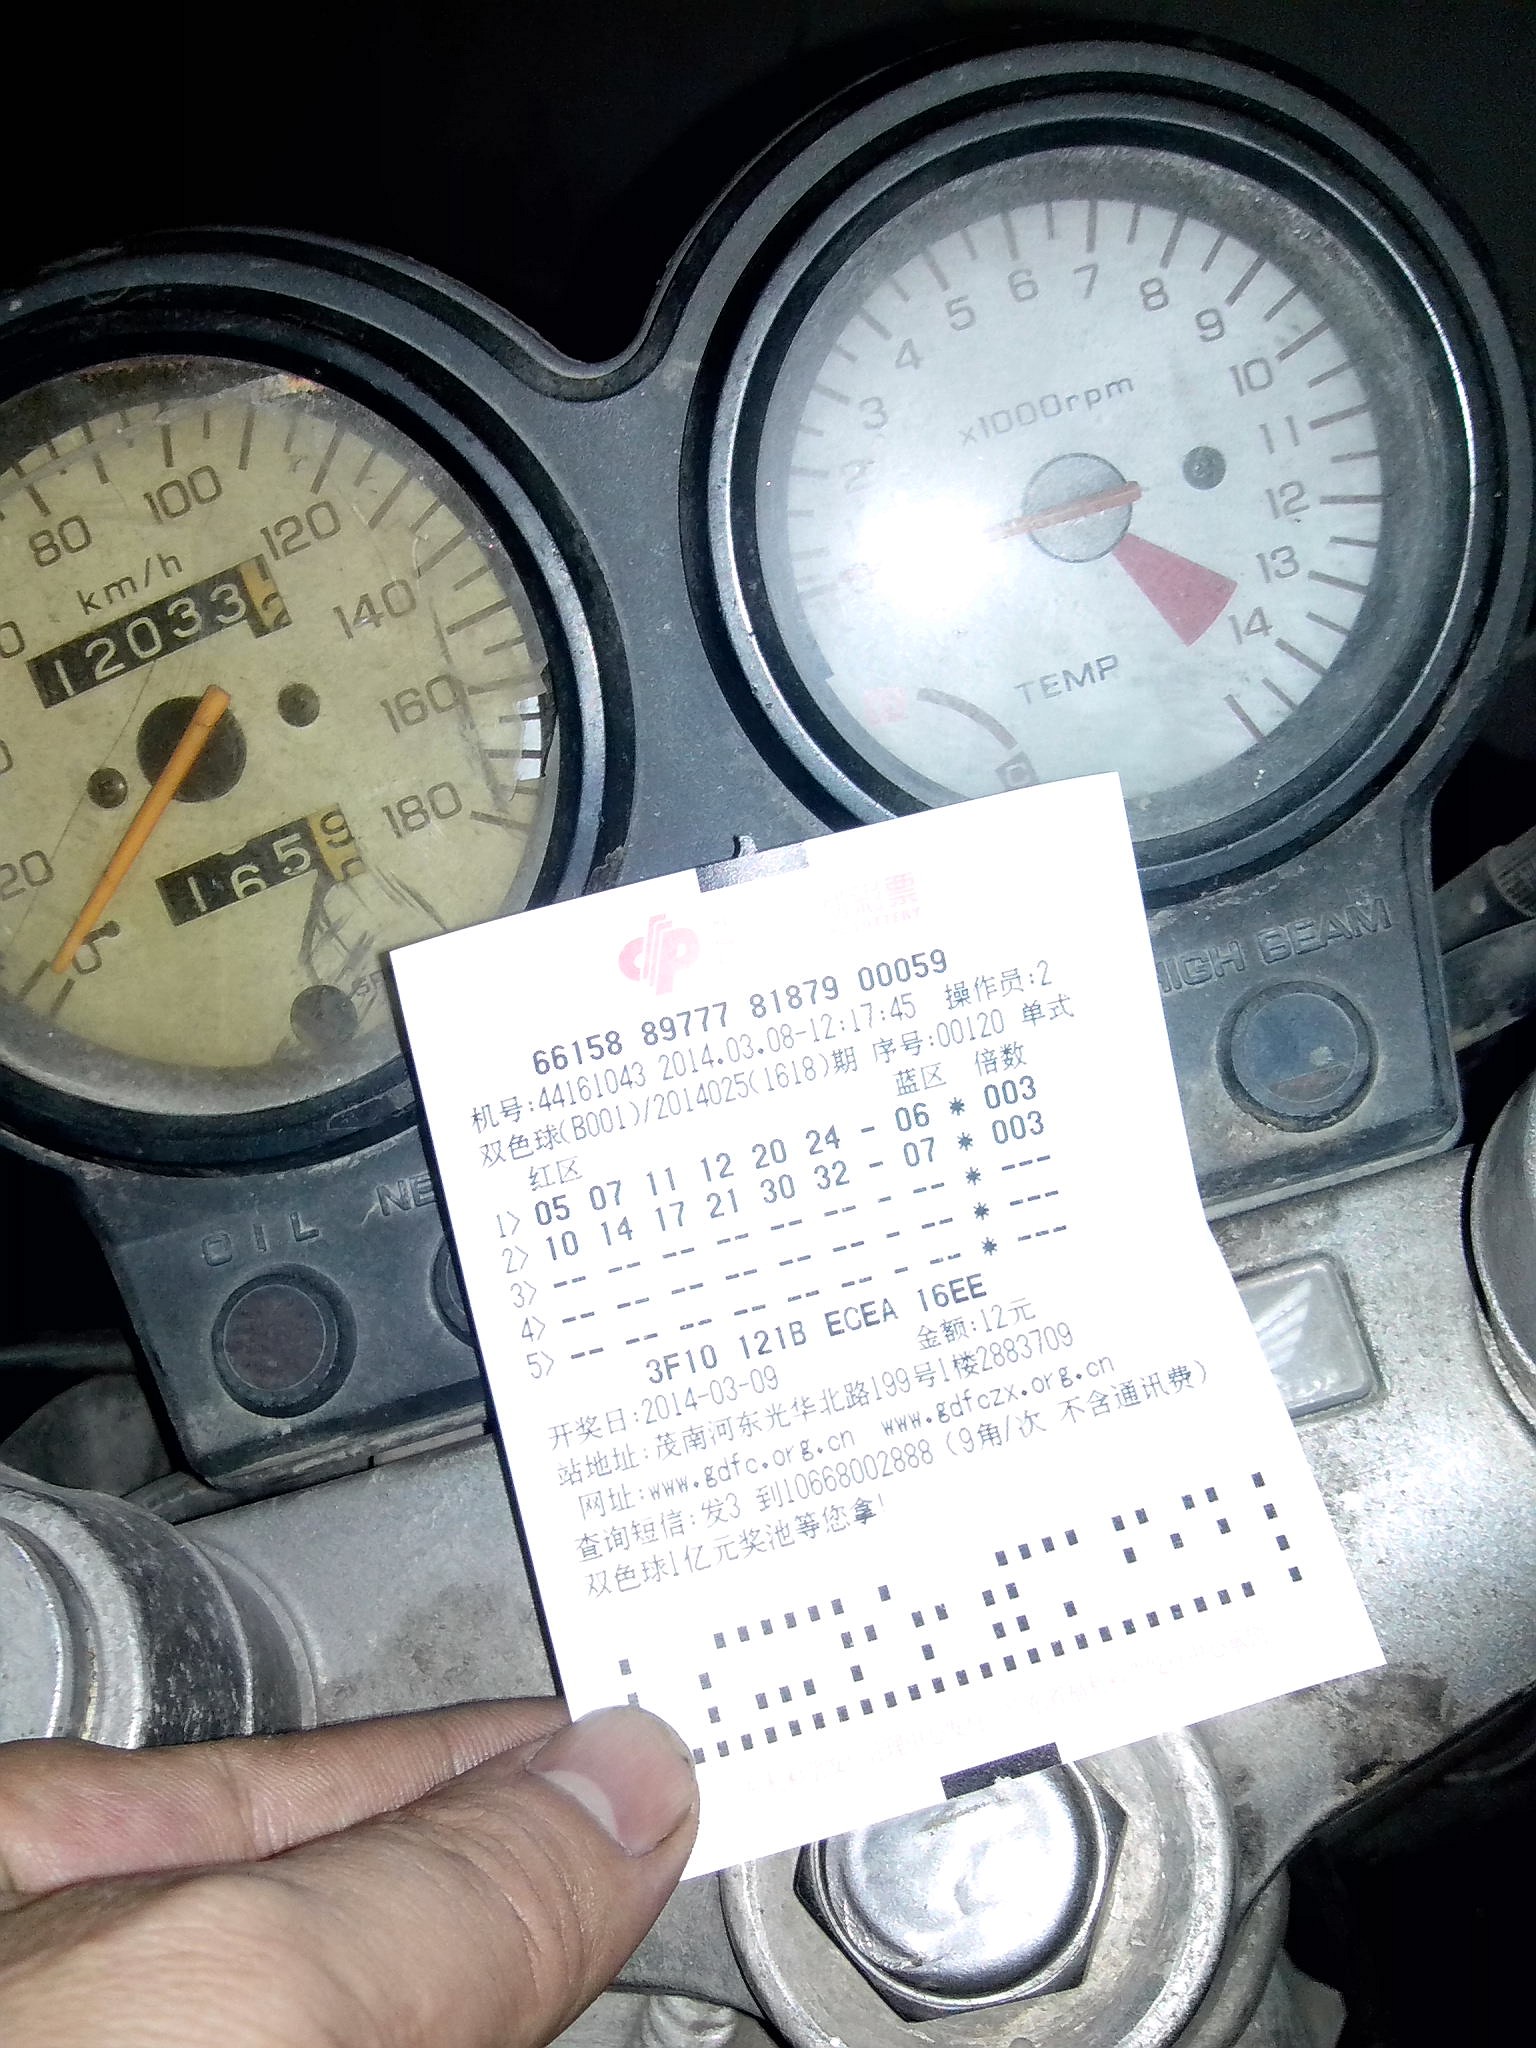 80
100
120
140
160
180
20
0
km/h
12033
1659
2
3
4
5
6
7
8
9
10
11
12
13
14
x1000rpm
TEMP
C
HIGH BEAM
OIL
NE
票
66158 89777 81879 00059
机号:44161043 2014.03.08-12:17:45 操作员:2
双色球(B001)/2014025(1618)期 序号:00120 单式
红区 蓝区 倍数
1> 05 07 11 12 20 24 - 06 * 003
2> 10 14 17 21 30 32 - 07 * 003
3> -- -- -- -- -- -- - -- * ---
4> -- -- -- -- -- -- - -- * ---
5> -- -- -- -- -- -- - -- * ---
3F10 121B ECEA 16EE
开奖日:2014-03-09 金额:12元
站地址:茂南河东光华北路199号1楼2883709
网址:www.gdfc.org.cn www.gdfczx.org.cn
查询短信:发3 到10668002888 (9角/次 不含通讯费)
双色球1亿元奖池等您拿!